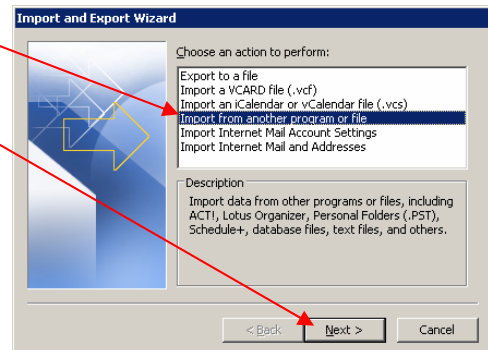 Import and Export Wizard
Choose an action to perform:
Export to a file
Import a VCARD file (.vcf)
Import an iCalendar or vCalendar file (.vcs)
Import from another program or file
Import Internet Mail Account Settings
Import Internet Mail and Addresses
Description
Import data from other programs or files, including
ACT!, Lotus Organizer, Personal Folders (.PST),
Schedule+, database files, text files, and others.
< Back
Next >
Cancel